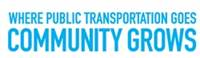 WHERE PUBLIC TRANSPORTATION GOES
COMMUNITY GROWS